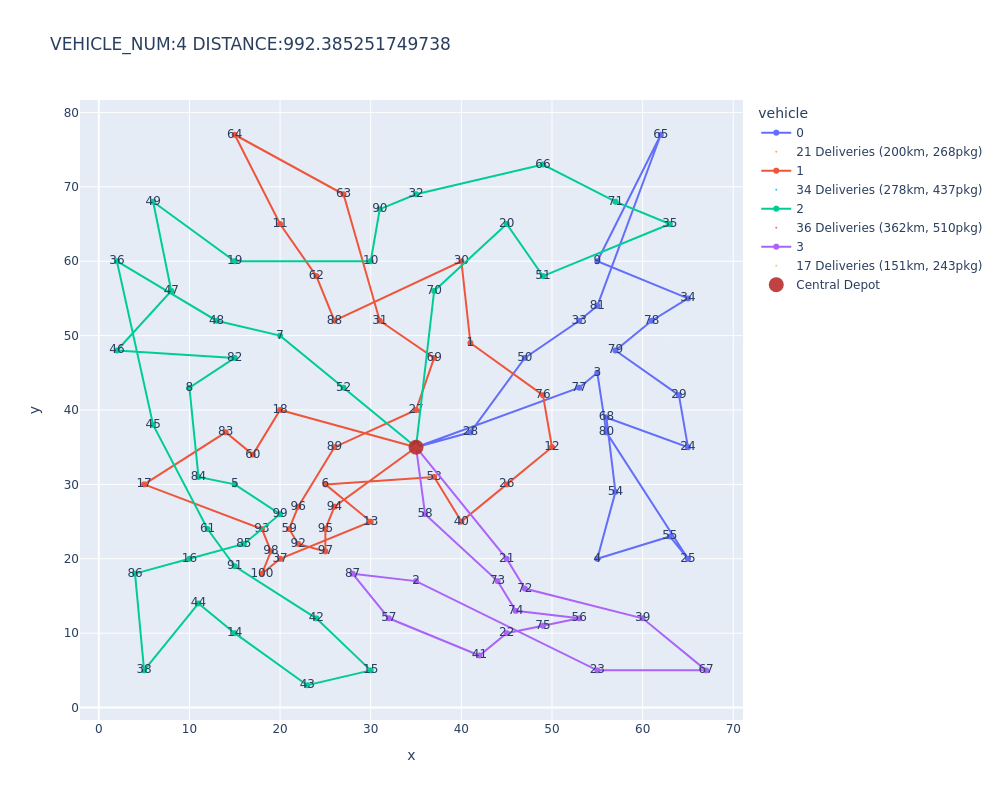 VEHICLE_NUM:4 DISTANCE:992.385251749738
vehicle
0
21 Deliveries (200km, 268pkg)
1
34 Deliveries (278km, 437pkg)
2
36 Deliveries (362km, 510pkg)
3
17 Deliveries (151km, 243pkg)
Central Depot
80
70
60
50
40
30
20
10
0
y
0 10 20 30 40 50 60 70
x
64 65
66
63
49 90 32 71
11 20 35
36 19 10 30 9
62 51
47 70 34
81
48 88 31 33 78
7
1
46 82 69 50 79
3
8 52 77
76 29
18 27
68
45 83 28 80
60 89 12 24
84 53
17 5 6
54
99 96 94 58 26
13 40
61 93 59 95
55
85 92
98 97
16 37 21 4 25
91
86 100 87 2 73
72
44 74
42 57 56 39
75
14 22
41
38 15 23 67
43